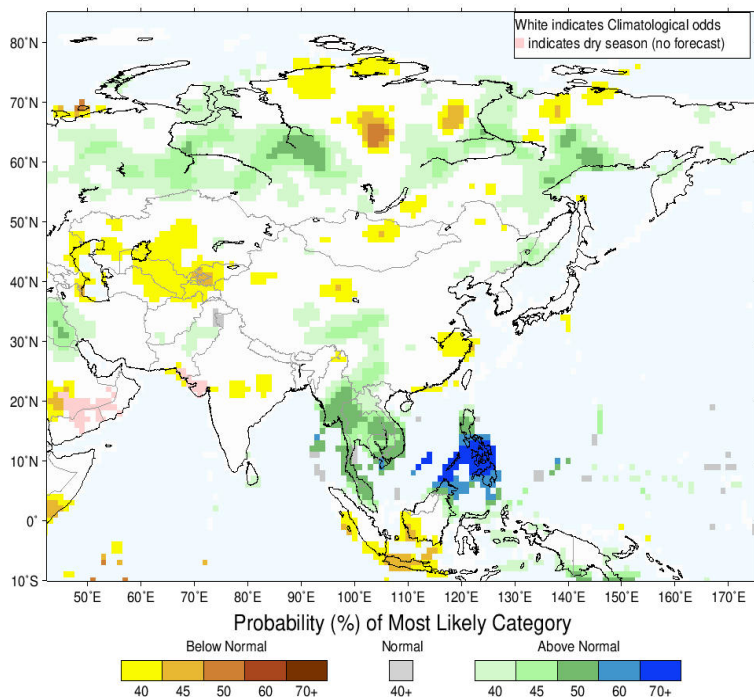 White indicates Climatological odds
indicates dry season (no forecast)
80˚N
70˚N
60˚N
50˚N
40˚N
30˚N
20˚N
10˚N
0˚
10˚S
50˚E 60˚E 70˚E 80˚E 90˚E 100˚E 110˚E 120˚E 130˚E 140˚E 150˚E 160˚E 170˚E
Probability (%) of Most Likely Category
Below Normal Normal Above Normal
40 45 50 60 70+ 40+ 40 45 50 60 70+